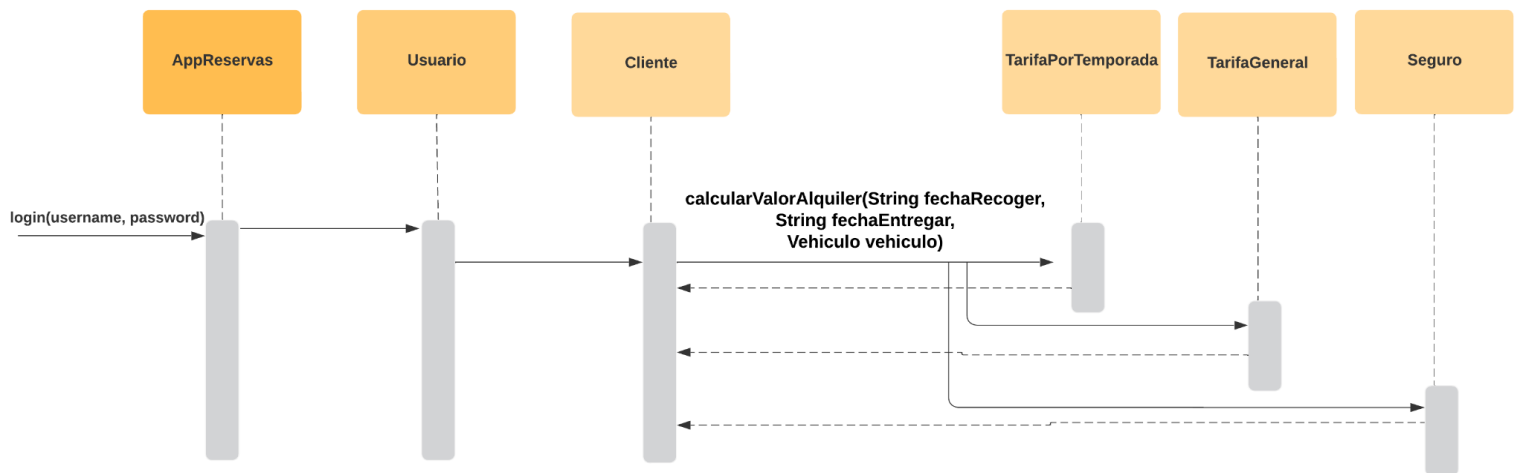 AppReservas
Usuario
Cliente
TarifaPorTemporada
TarifaGeneral
Seguro
login(username, password)
calcularValorAlquiler(String fechaRecoger,
String fechaEntregar,
Vehiculo vehiculo)